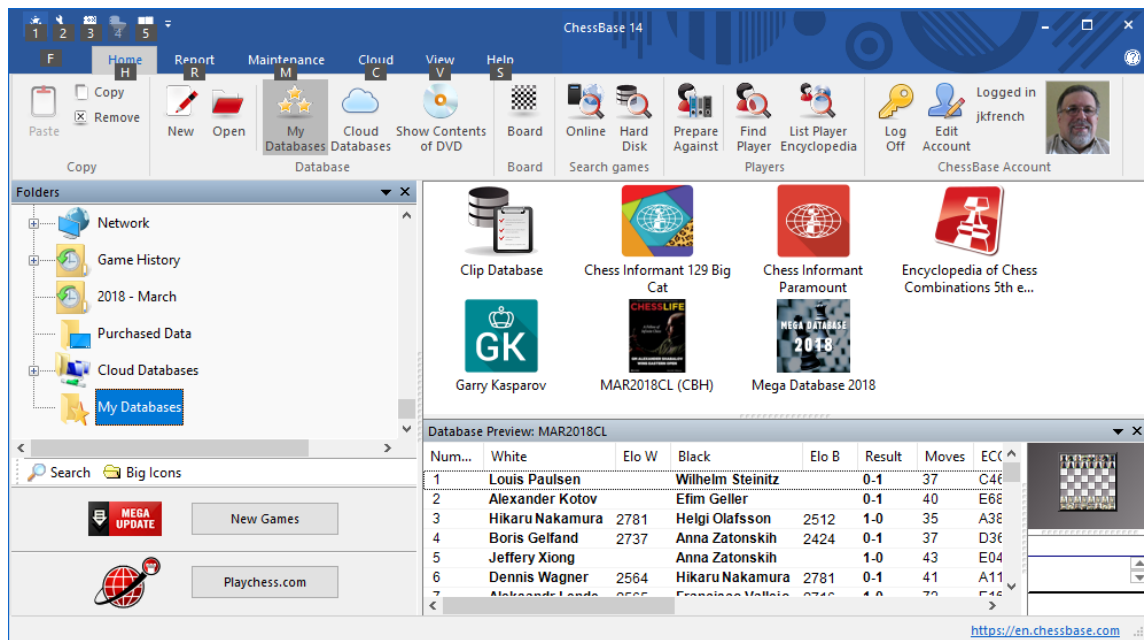 1 2 3 4 5
ChessBase 14
F Home Report Maintenance Cloud View Help
H R M C V S
Paste
Copy
Remove
New
Open
My Databases
Cloud Databases
Show Contents of DVD
Board
Online
Hard Disk
Prepare Against
Find Player
List Player Encyclopedia
Log Off
Edit Account
Logged in
jkfrench
Copy Database Board Search games Players ChessBase Account
Folders
Network
Game History
2018 - March
Purchased Data
Cloud Databases
My Databases
Search Big Icons
MEGA UPDATE
New Games
Playchess.com
Clip Database
Chess Informant 129 Big Cat
Chess Informant Paramount
Encyclopedia of Chess Combinations 5th e...
GK
Garry Kasparov
CHESSLIFE
MAR2018CL (CBH)
MEGA DATABASE
2018
Mega Database 2018
Database Preview: MAR2018CL
Num... White Elo W Black Elo B Result Moves ECO
1 Louis Paulsen Wilhelm Steinitz 0-1 37 C46
2 Alexander Kotov Efim Geller 0-1 40 E68
3 Hikaru Nakamura 2781 Helgi Olafsson 2512 1-0 35 A38
4 Boris Gelfand 2737 Anna Zatonskih 2424 0-1 37 D36
5 Jeffery Xiong Anna Zatonskih 1-0 43 E04
6 Dennis Wagner 2564 Hikaru Nakamura 2781 0-1 41 A11
https://en.chessbase.com